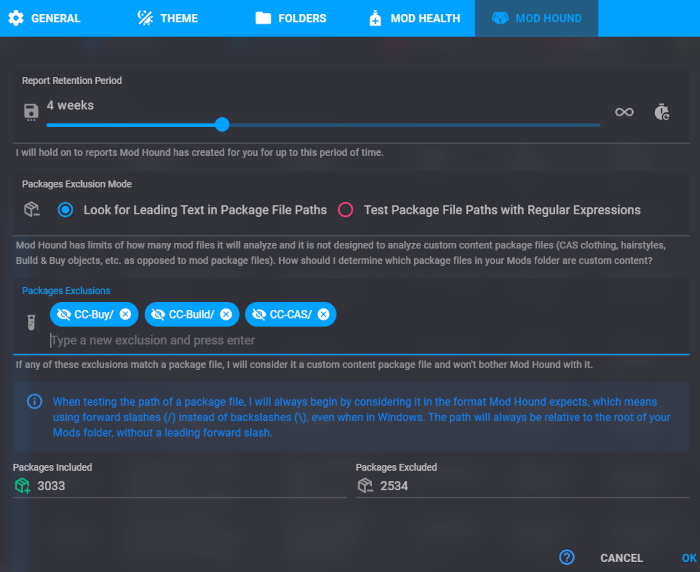 GENERAL THEME FOLDERS MOD HEALTH MOD HOUND
Report Retention Period
4 weeks
I will hold on to reports Mod Hound has created for you for up to this period of time.
Packages Exclusion Mode
Look for Leading Text in Package File Paths Test Package File Paths with Regular Expressions
Mod Hound has limits of how many mod files it will analyze and it is not designed to analyze custom content package files (CAS clothing, hairstyles,
Build & Buy objects, etc. as opposed to mod package files). How should I determine which package files in your Mods folder are custom content?
Packages Exclusions
CC-Buy/ CC-Build/ CC-CAS/
Type a new exclusion and press enter
If any of these exclusions match a package file, I will consider it a custom content package file and won't bother Mod Hound with it.
When testing the path of a package file, I will always begin by considering it in the format Mod Hound expects, which means
using forward slashes (/) instead of backslashes (\), even when in Windows. The path will always be relative to the root of your
Mods folder, without a leading forward slash.
Packages Included Packages Excluded
3033 2534
CANCEL OK